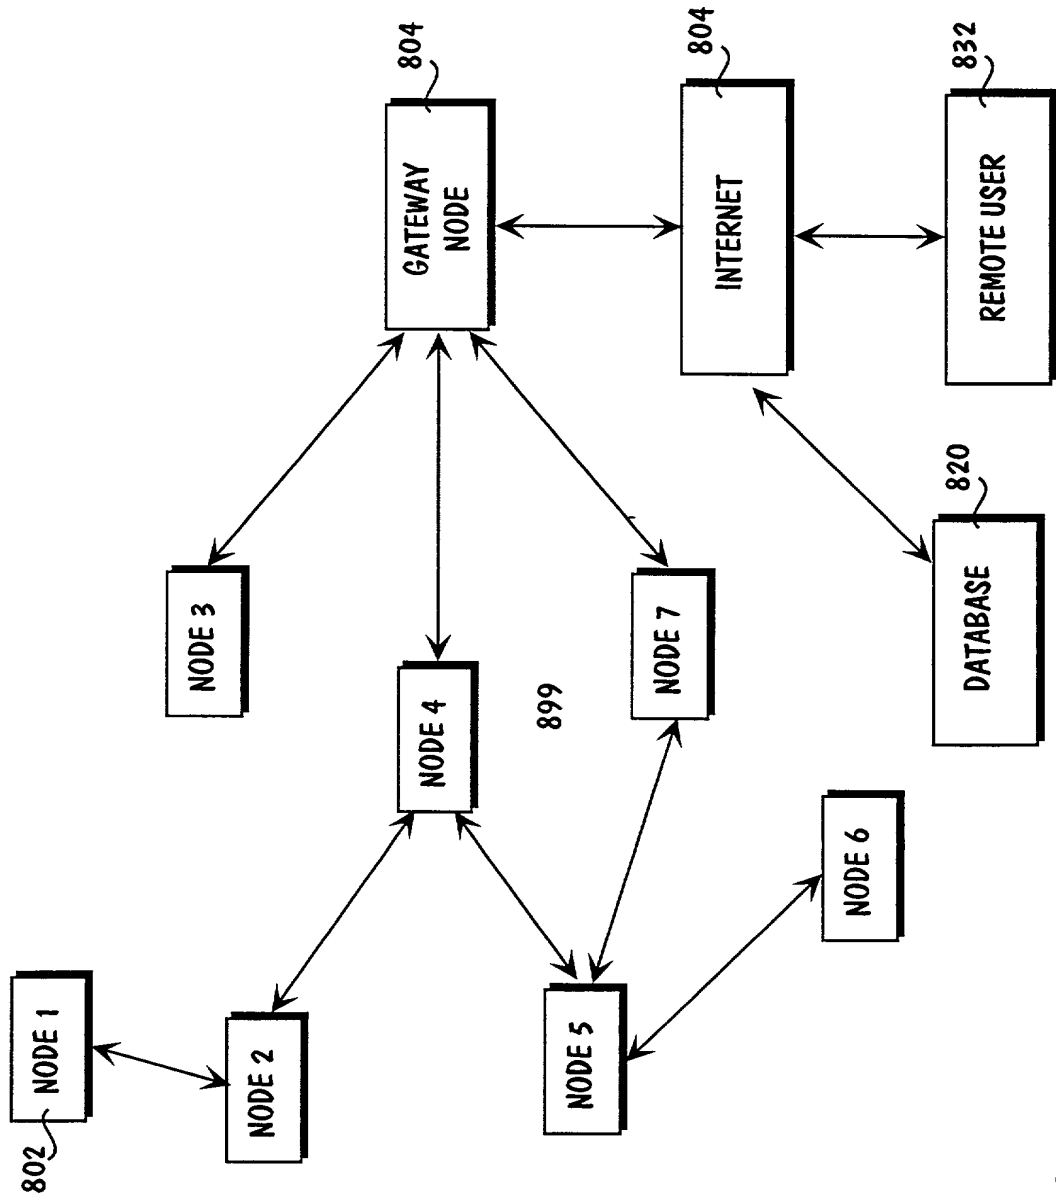 802
NODE 1
NODE 3
NODE 2
804
GATEWAY
NODE
NODE 4
899
NODE 5
NODE 7
804
INTERNET
NODE 6
820
DATABASE
832
REMOTE USER